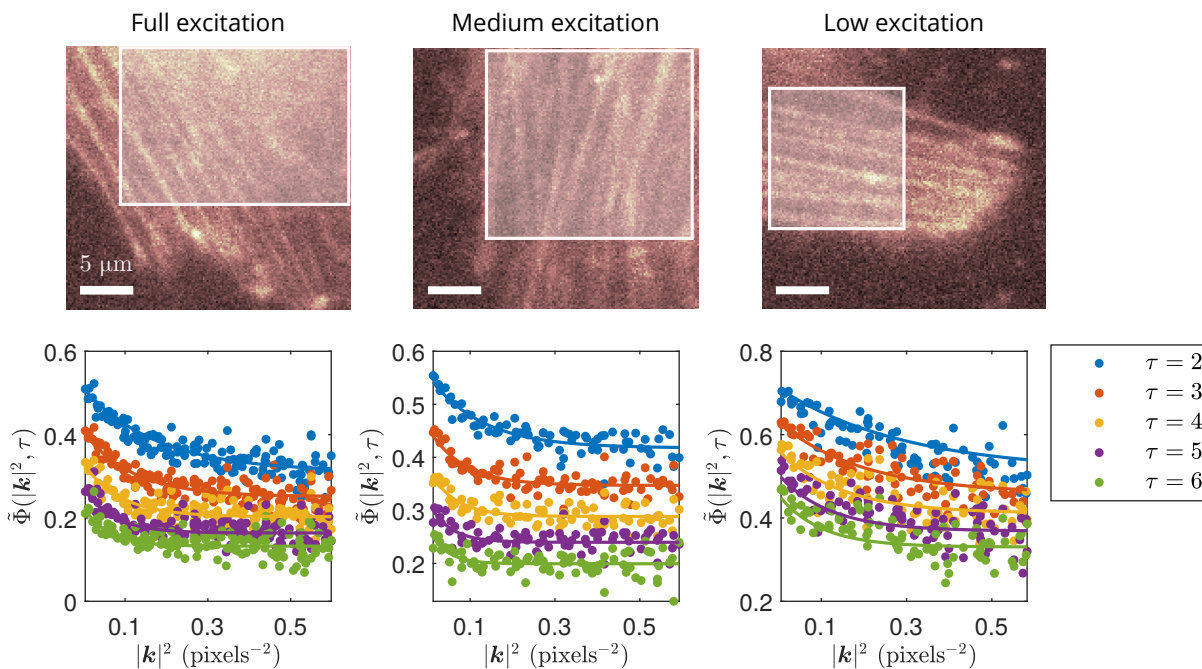 Full excitation
Medium excitation
Low excitation
5 μm
0.6
0.4
0.2
0
0.1
0.3
0.5
Φ̃(|k|², τ)
|k|² (pixels⁻²)
0.6
0.5
0.4
0.3
0.2
0.1
0.3
0.5
Φ̃(|k|², τ)
|k|² (pixels⁻²)
0.8
0.6
0.4
0.2
0.1
0.3
0.5
Φ̃(|k|², τ)
|k|² (pixels⁻²)
τ = 2
τ = 3
τ = 4
τ = 5
τ = 6